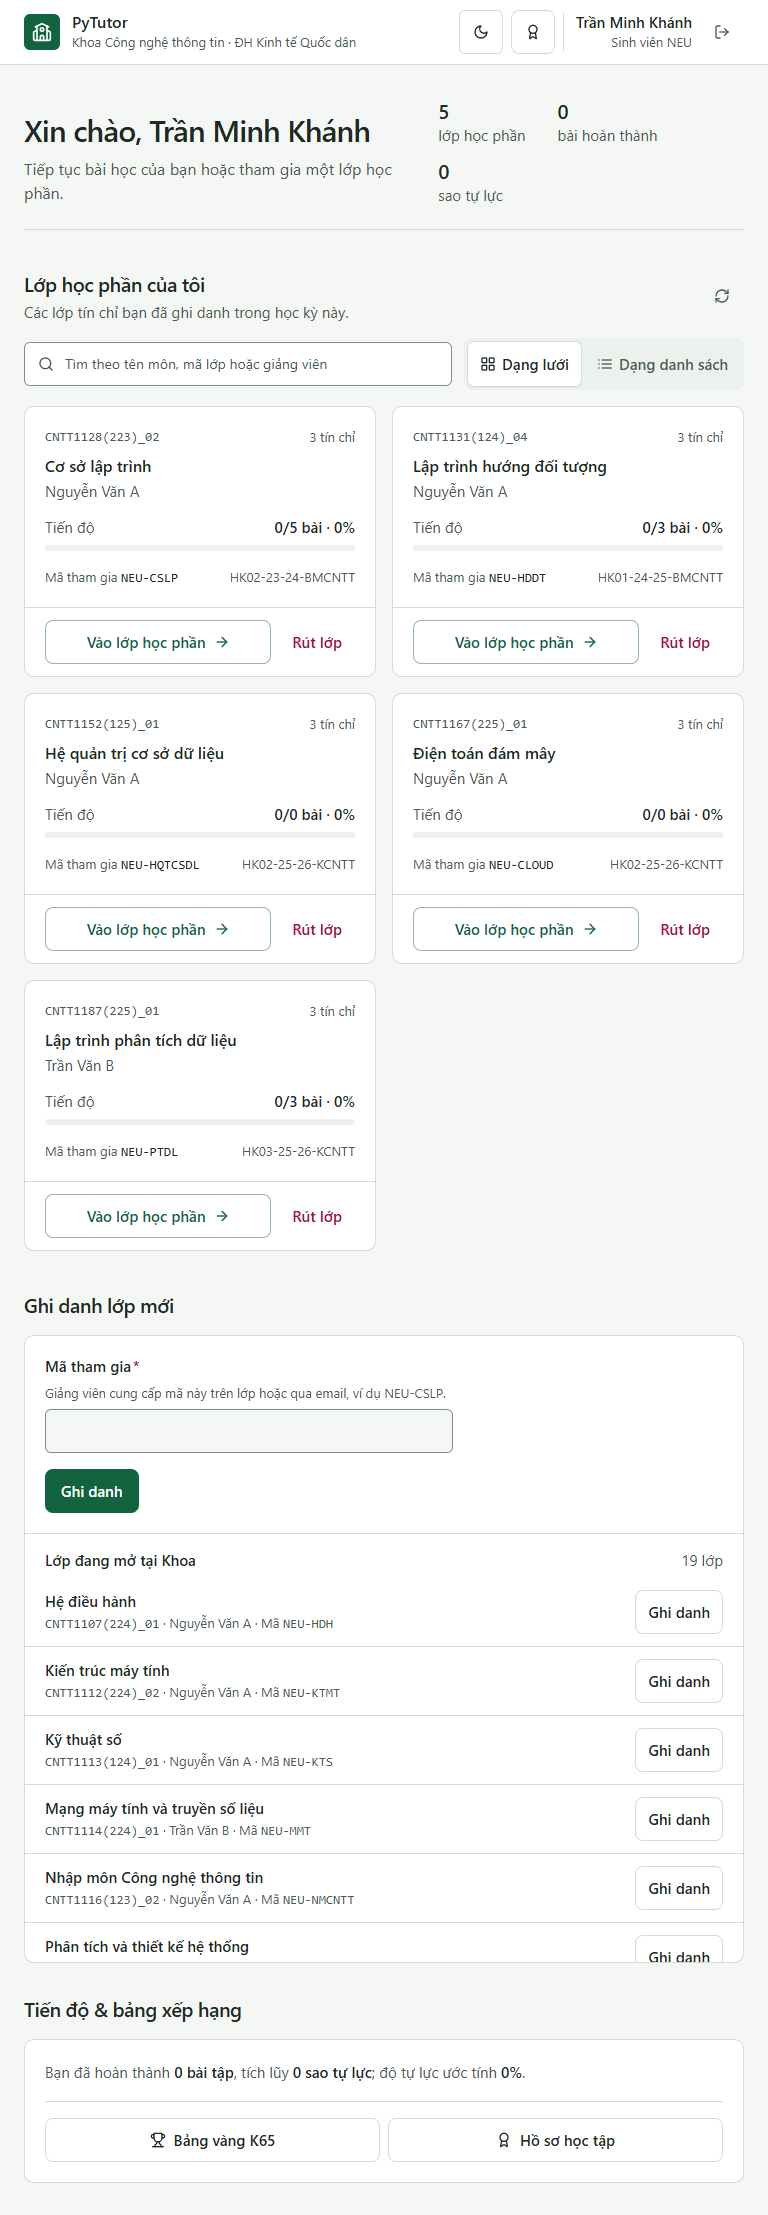 PyTutor
Khoa Công nghệ thông tin · ĐH Kinh tế Quốc dân
Trần Minh Khánh
Sinh viên NEU
Xin chào, Trần Minh Khánh
Tiếp tục bài học của bạn hoặc tham gia một lớp học
phần.
5
lớp học phần
0
bài hoàn thành
0
sao tự lực
Lớp học phần của tôi
Các lớp tín chỉ bạn đã ghi danh trong học kỳ này.
Tìm theo tên môn, mã lớp hoặc giảng viên
Dạng lưới
Dạng danh sách
CNTT1128(223)_02
3 tín chỉ
Cơ sở lập trình
Nguyễn Văn A
Tiến độ
0/5 bài · 0%
Mã tham gia NEU-CSLP
HK02-23-24-BMCNTT
Vào lớp học phần →
Rút lớp
CNTT1131(124)_04
3 tín chỉ
Lập trình hướng đối tượng
Nguyễn Văn A
Tiến độ
0/3 bài · 0%
Mã tham gia NEU-HDDT
HK01-24-25-BMCNTT
Vào lớp học phần →
Rút lớp
CNTT1152(125)_01
3 tín chỉ
Hệ quản trị cơ sở dữ liệu
Nguyễn Văn A
Tiến độ
0/0 bài · 0%
Mã tham gia NEU-HQTCSDL
HK02-25-26-KCNTT
Vào lớp học phần →
Rút lớp
CNTT1167(225)_01
3 tín chỉ
Điện toán đám mây
Nguyễn Văn A
Tiến độ
0/0 bài · 0%
Mã tham gia NEU-CLOUD
HK02-25-26-KCNTT
Vào lớp học phần →
Rút lớp
CNTT1187(225)_01
3 tín chỉ
Lập trình phân tích dữ liệu
Trần Văn B
Tiến độ
0/3 bài · 0%
Mã tham gia NEU-PTDL
HK03-25-26-KCNTT
Vào lớp học phần →
Rút lớp
Ghi danh lớp mới
Mã tham gia*
Giảng viên cung cấp mã này trên lớp hoặc qua email, ví dụ NEU-CSLP.
Ghi danh
Lớp đang mở tại Khoa
19 lớp
Hệ điều hành
CNTT1107(224)_01 · Nguyễn Văn A · Mã NEU-HDH
Ghi danh
Kiến trúc máy tính
CNTT1112(224)_02 · Nguyễn Văn A · Mã NEU-KTMT
Ghi danh
Kỹ thuật số
CNTT1113(124)_01 · Nguyễn Văn A · Mã NEU-KTS
Ghi danh
Mạng máy tính và truyền số liệu
CNTT1114(224)_01 · Trần Văn B · Mã NEU-MMT
Ghi danh
Nhập môn Công nghệ thông tin
CNTT1116(123)_02 · Nguyễn Văn A · Mã NEU-NMCNTT
Ghi danh
Phân tích và thiết kế hệ thống
Ghi danh
Tiến độ & bảng xếp hạng
Bạn đã hoàn thành 0 bài tập, tích lũy 0 sao tự lực; độ tự lực ước tính 0%.
Bảng vàng K65
Hồ sơ học tập